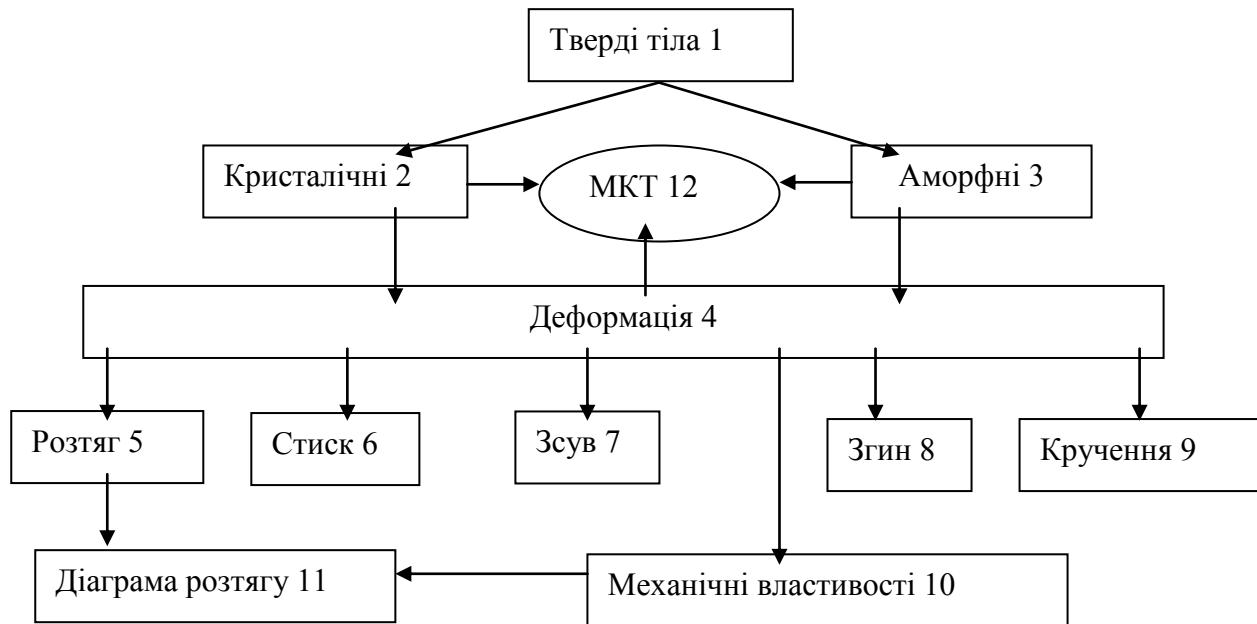 Тверді тіла 1
Кристалічні 2
МКТ 12
Аморфні 3
Деформація 4
Розтяг 5
Стиск 6
Зсув 7
Згин 8
Кручення 9
Діаграма розтягу 11
Механічні властивості 10